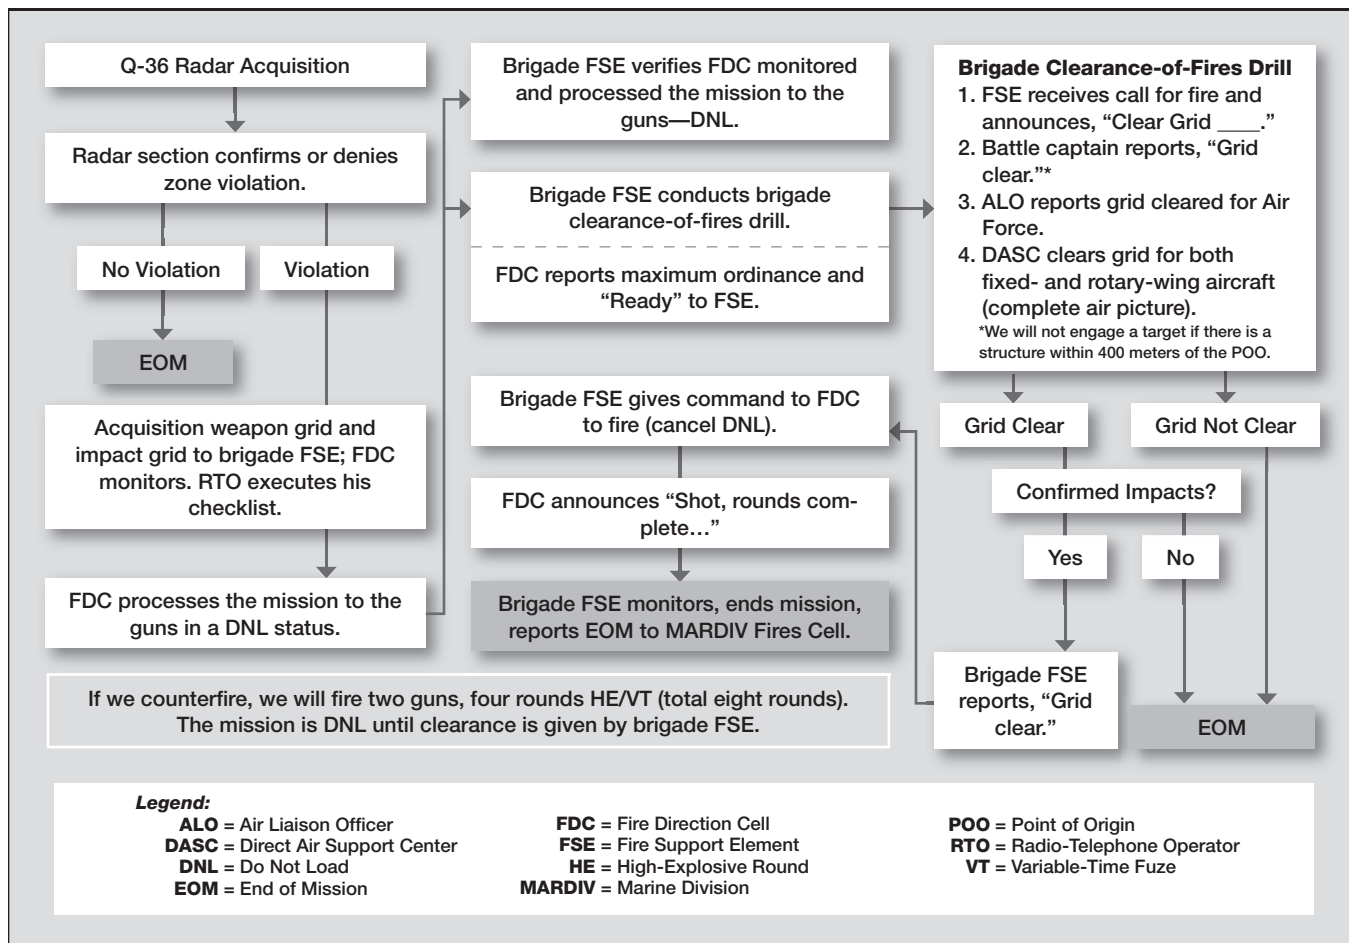 Q-36 Radar Acquisition
Radar section confirms or denies
zone violation.
No Violation
Violation
EOM
Acquisition weapon grid and
impact grid to brigade FSE; FDC
monitors. RTO executes his
checklist.
FDC processes the mission to the
guns in a DNL status.
Brigade FSE verifies FDC monitored
and processed the mission to the
guns—DNL.
Brigade FSE conducts brigade
clearance-of-fires drill.
FDC reports maximum ordinance and
“Ready” to FSE.
Brigade Clearance-of-Fires Drill
1. FSE receives call for fire and
announces, “Clear Grid ____.”
2. Battle captain reports, “Grid
clear.”*
3. ALO reports grid cleared for Air
Force.
4. DASC clears grid for both
fixed- and rotary-wing aircraft
(complete air picture).
*We will not engage a target if there is a
structure within 400 meters of the POO.
Grid Clear
Grid Not Clear
Confirmed Impacts?
Yes
No
Brigade FSE
reports, “Grid
clear.”
EOM
Brigade FSE gives command to FDC
to fire (cancel DNL).
FDC announces “Shot, rounds com-
plete…”
Brigade FSE monitors, ends mission,
reports EOM to MARDIV Fires Cell.
If we counterfire, we will fire two guns, four rounds HE/VT (total eight rounds).
The mission is DNL until clearance is given by brigade FSE.
Legend:
ALO = Air Liaison Officer
DASC = Direct Air Support Center
DNL = Do Not Load
EOM = End of Mission
FDC = Fire Direction Cell
FSE = Fire Support Element
HE = High-Explosive Round
MARDIV = Marine Division
POO = Point of Origin
RTO = Radio-Telephone Operator
VT = Variable-Time Fuze